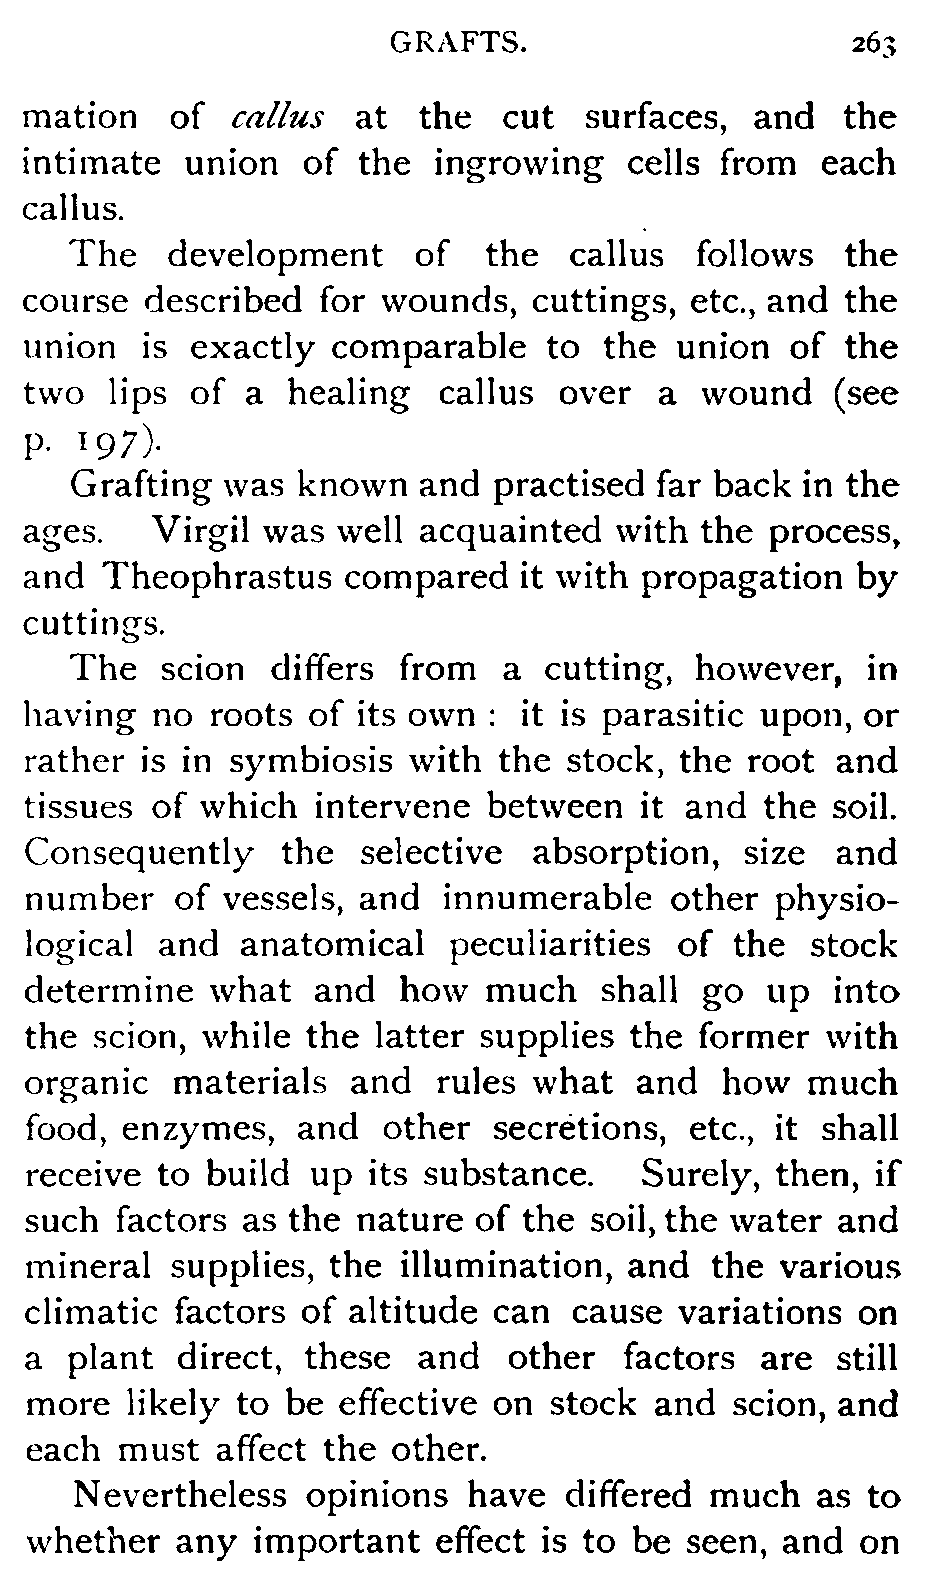 GRAFTS. 263
mation of callus at the cut surfaces, and the
intimate union of the ingrowing cells from each
callus.
The development of the callus follows the
course described for wounds, cuttings, etc., and the
union is exactly comparable to the union of the
two lips of a healing callus over a wound (see
p. 197).
Grafting was known and practised far back in the
ages. Virgil was well acquainted with the process,
and Theophrastus compared it with propagation by
cuttings.
The scion differs from a cutting, however, in
having no roots of its own : it is parasitic upon, or
rather is in symbiosis with the stock, the root and
tissues of which intervene between it and the soil.
Consequently the selective absorption, size and
number of vessels, and innumerable other physio-
logical and anatomical peculiarities of the stock
determine what and how much shall go up into
the scion, while the latter supplies the former with
organic materials and rules what and how much
food, enzymes, and other secretions, etc., it shall
receive to build up its substance. Surely, then, if
such factors as the nature of the soil, the water and
mineral supplies, the illumination, and the various
climatic factors of altitude can cause variations on
a plant direct, these and other factors are still
more likely to be effective on stock and scion, and
each must affect the other.
Nevertheless opinions have differed much as to
whether any important effect is to be seen, and on